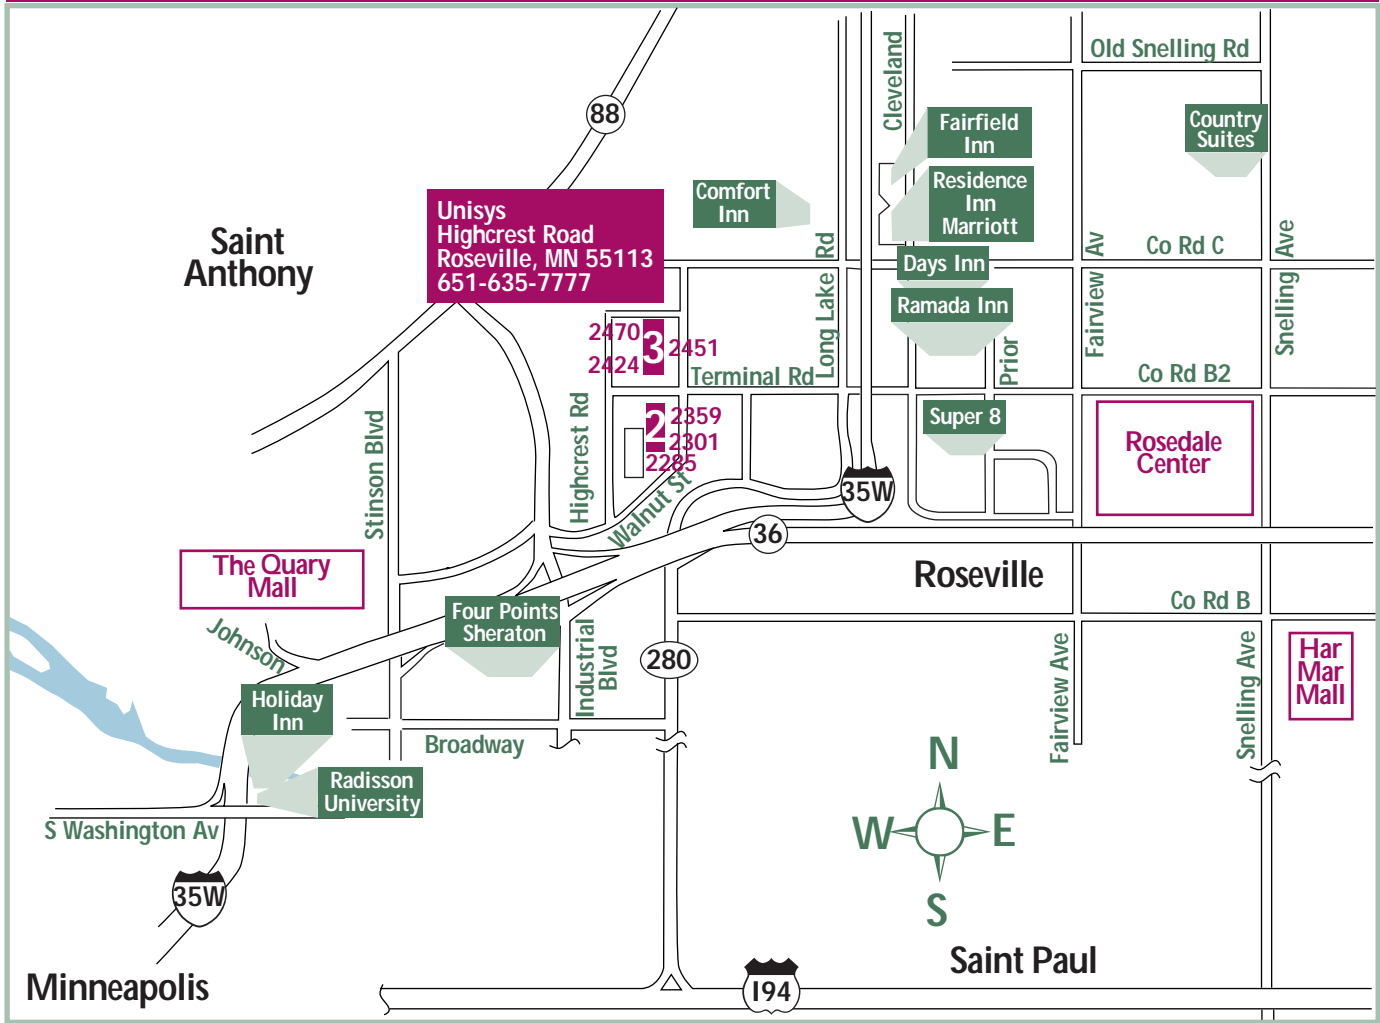 Old Snelling Rd
Cleveland
88
Fairfield
Inn
Country
Suites
Comfort
Inn
Residence
Inn
Marriott
Unisys
Highcrest Road
Roseville, MN 55113
651-635-7777
Saint
Anthony
Long Lake Rd
Days Inn
Ramada Inn
Fairview Av
Co Rd C
Snelling Ave
2470
2424
3
2451
Terminal Rd
Prior
Co Rd B2
Stinson Blvd
Highcrest Rd
2
2359
2301
2285
Walnut St
Super 8
Rosedale
Center
35W
36
The Quary
Mall
Roseville
Johnson
Four Points
Sheraton
Industrial
Blvd
280
Co Rd B
Fairview Ave
Snelling Ave
Har
Mar
Mall
Holiday
Inn
Broadway
Radisson
University
S Washington Av
N
W
E
S
35W
Minneapolis
Saint Paul
I94